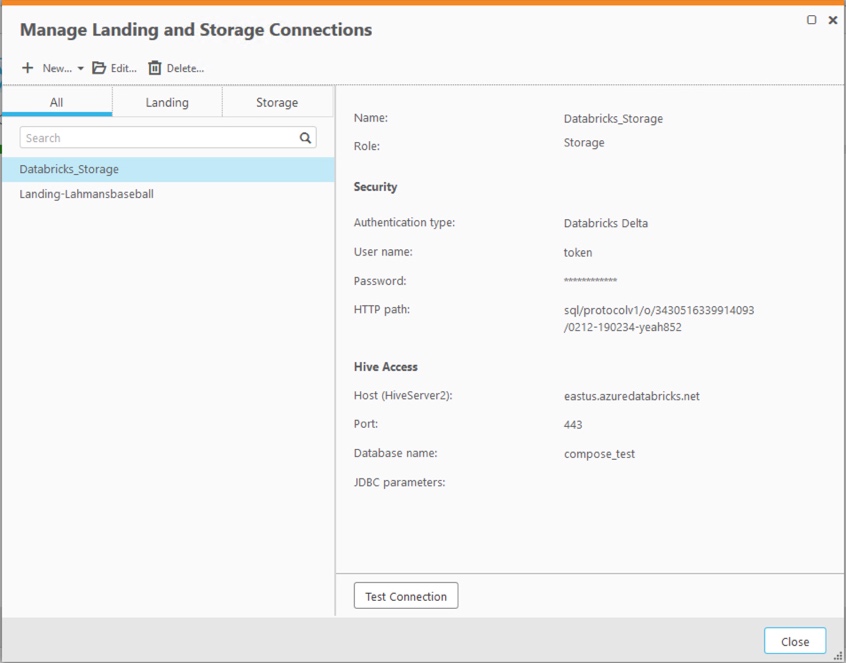 Manage Landing and Storage Connections
New... Edit... Delete...
All Landing Storage
Search
Databricks_Storage
Landing-Lahmansbaseball
Name: Databricks_Storage
Role: Storage
Security
Authentication type: Databricks Delta
User name: token
Password: ************
HTTP path: sql/protocolv1/o/3430516339914093
/0212-190234-yeah852
Hive Access
Host (HiveServer2): eastus.azuredatabricks.net
Port: 443
Database name: compose_test
JDBC parameters:
Test Connection
Close